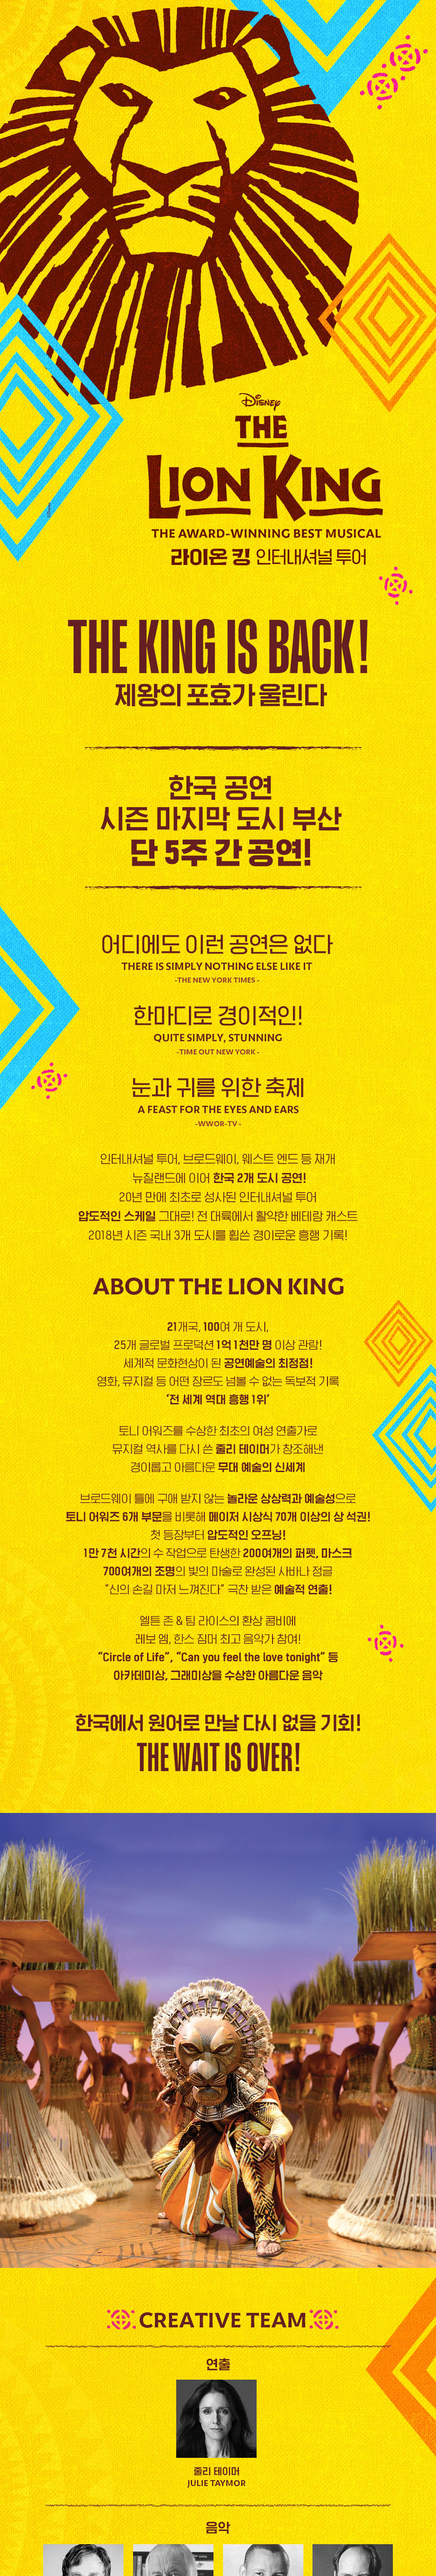 Disney
THE
LION KING
THE AWARD-WINNING BEST MUSICAL
라이온 킹 인터내셔널 투어
THE KING IS BACK!
제왕의 포효가 울린다
한국 공연
시즌 마지막 도시 부산
단 5주 간 공연!
어디에도 이런 공연은 없다
THERE IS SIMPLY NOTHING ELSE LIKE IT
-THE NEW YORK TIMES -
한마디로 경이적인!
QUITE SIMPLY, STUNNING
-TIME OUT NEW YORK -
눈과 귀를 위한 축제
A FEAST FOR THE EYES AND EARS
-WWOR-TV -
인터내셔널 투어, 브로드웨이, 웨스트 엔드 등 재개
뉴질랜드에 이어 한국 2개 도시 공연!
20년 만에 최초로 성사된 인터내셔널 투어
압도적인 스케일 그대로! 전 대륙에서 활약한 베테랑 캐스트
2018년 시즌 국내 3개 도시를 휩쓴 경이로운 흥행 기록!
ABOUT THE LION KING
21개국, 100여 개 도시,
25개 글로벌 프로덕션 1억 1천만 명 이상 관람!
세계적 문화현상이 된 공연예술의 최정점!
영화, 뮤지컬 등 어떤 장르도 넘볼 수 없는 독보적 기록
‘전 세계 역대 흥행 1위’
토니 어워즈를 수상한 최초의 여성 연출가로
뮤지컬 역사를 다시 쓴 줄리 테이머가 창조해낸
경이롭고 아름다운 무대 예술의 신세계
브로드웨이 틀에 구애 받지 않는 놀라운 상상력과 예술성으로
토니 어워즈 6개 부문을 비롯해 메이저 시상식 70개 이상의 상 석권!
첫 등장부터 압도적인 오프닝!
1만 7천 시간의 수 작업으로 탄생한 200여개의 퍼펫, 마스크
700여개의 조명의 빛의 마술로 완성된 사바나 정글
“신의 손길 마저 느껴진다” 극찬 받은 예술적 연출!
엘튼 존 & 팀 라이스의 환상 콤비에
레보 엠, 한스 짐머 최고 음악가 참여!
“Circle of Life”, “Can you feel the love tonight” 등
아카데미상, 그래미상을 수상한 아름다운 음악
한국에서 원어로 만날 다시 없을 기회!
THE WAIT IS OVER!
CREATIVE TEAM
연출
줄리 테이머
JULIE TAYMOR
음악